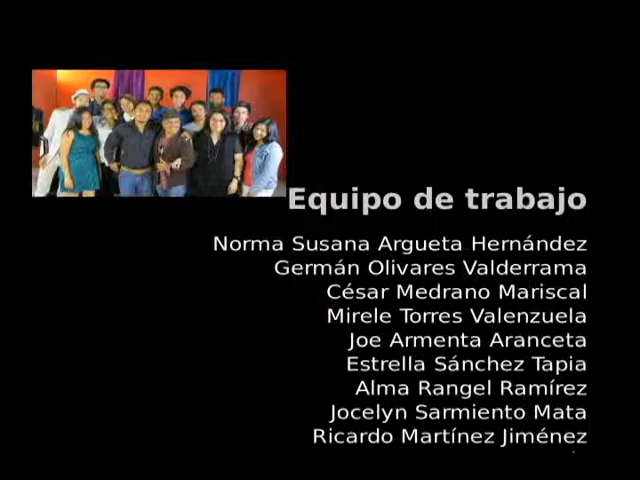 Equipo de trabajo
Norma Susana Argueta Hernández
Germán Olivares Valderrama
César Medrano Mariscal
Mirele Torres Valenzuela
Joe Armenta Aranceta
Estrella Sánchez Tapia
Alma Rangel Ramírez
Jocelyn Sarmiento Mata
Ricardo Martínez Jiménez